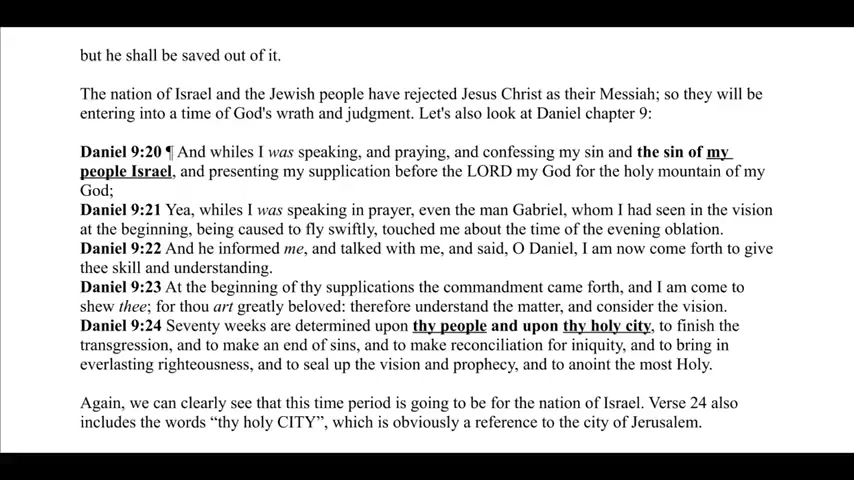 but he shall be saved out of it.
The nation of Israel and the Jewish people have rejected Jesus Christ as their Messiah; so they will be
entering into a time of God's wrath and judgment. Let's also look at Daniel chapter 9:
Daniel 9:20 ¶ And whiles I was speaking, and praying, and confessing my sin and the sin of my
people Israel, and presenting my supplication before the LORD my God for the holy mountain of my
God;
Daniel 9:21 Yea, whiles I was speaking in prayer, even the man Gabriel, whom I had seen in the vision
at the beginning, being caused to fly swiftly, touched me about the time of the evening oblation.
Daniel 9:22 And he informed me, and talked with me, and said, O Daniel, I am now come forth to give
thee skill and understanding.
Daniel 9:23 At the beginning of thy supplications the commandment came forth, and I am come to
shew thee; for thou art greatly beloved: therefore understand the matter, and consider the vision.
Daniel 9:24 Seventy weeks are determined upon thy people and upon thy holy city, to finish the
transgression, and to make an end of sins, and to make reconciliation for iniquity, and to bring in
everlasting righteousness, and to seal up the vision and prophecy, and to anoint the most Holy.
Again, we can clearly see that this time period is going to be for the nation of Israel. Verse 24 also
includes the words “thy holy CITY”, which is obviously a reference to the city of Jerusalem.